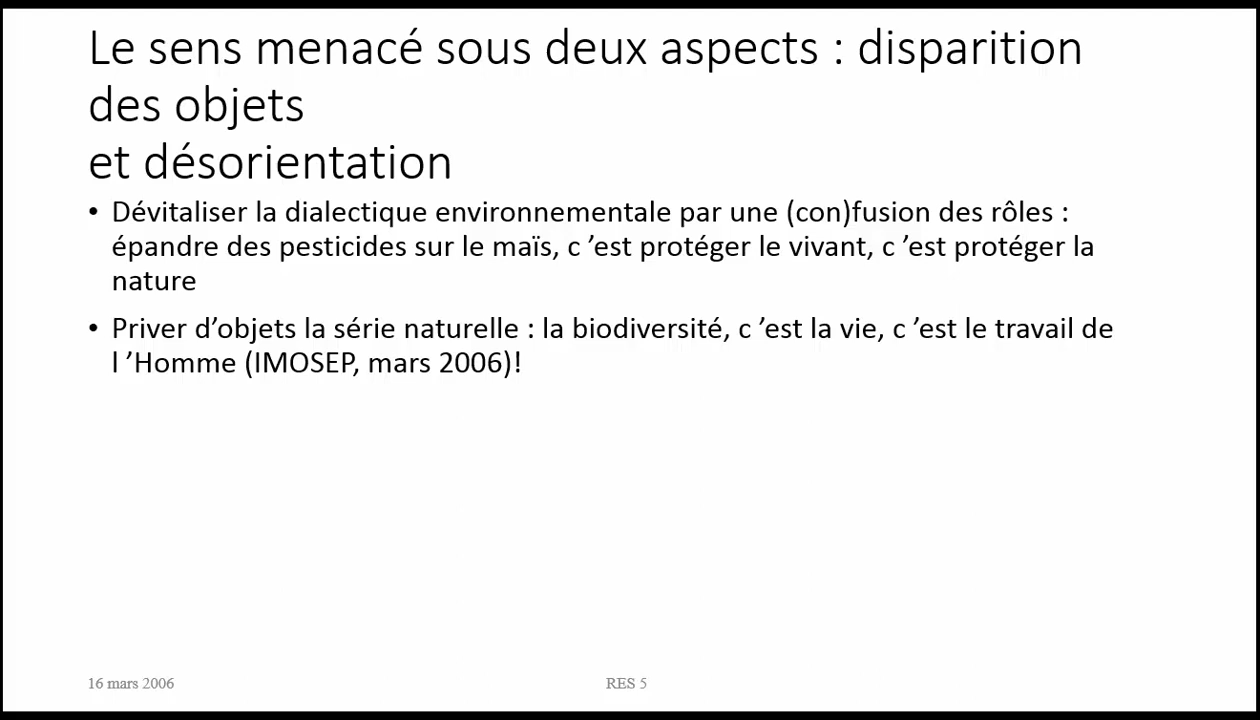 Le sens menacé sous deux aspects : disparition
des objets
et désorientation
• Dévitaliser la dialectique environnementale par une (con)fusion des rôles :
épandre des pesticides sur le maïs, c ’est protéger le vivant, c ’est protéger la
nature
• Priver d’objets la série naturelle : la biodiversité, c ’est la vie, c ’est le travail de
l ’Homme (IMOSEP, mars 2006)!
16 mars 2006
RES 5